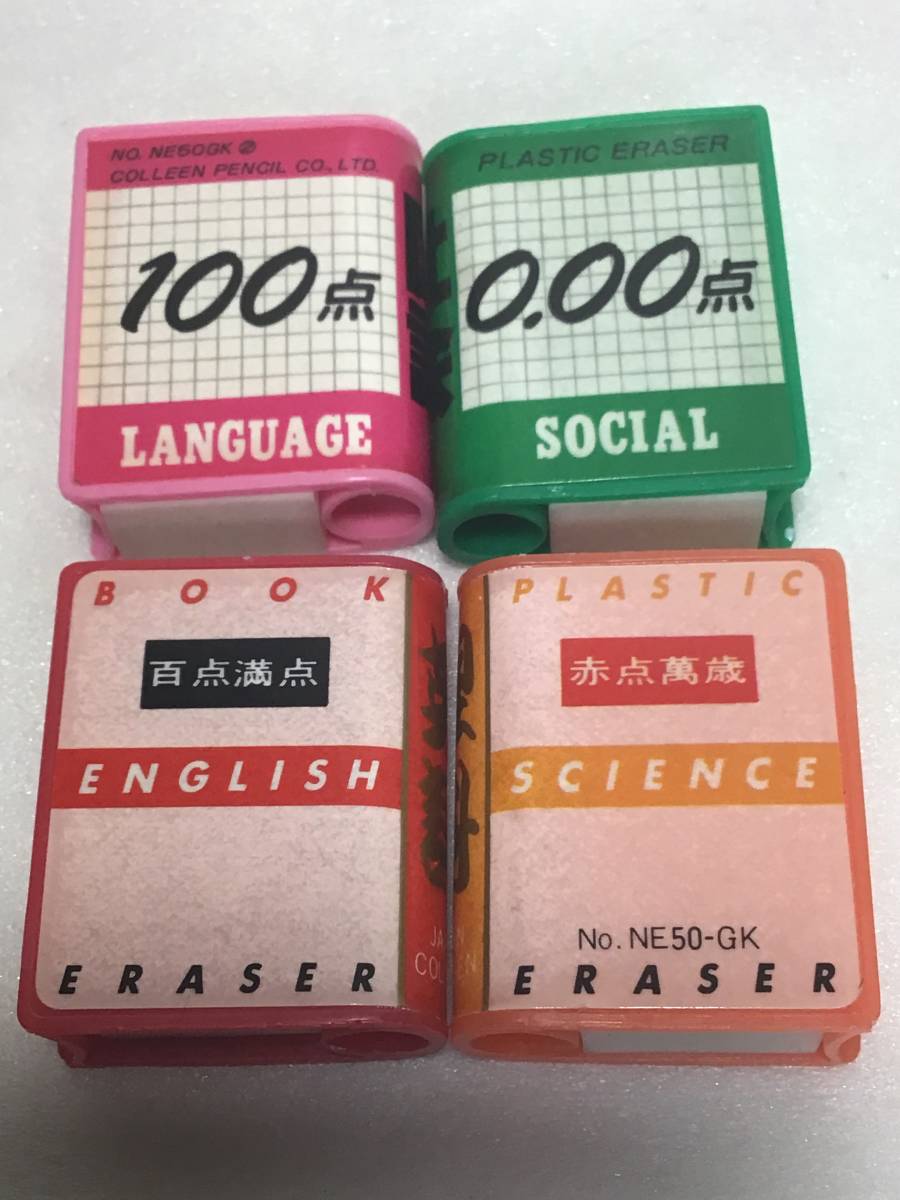 NO. NE50GK ②
COLLEEN PENCIL CO., LTD.
100点
LANGUAGE
PLASTIC ERASER
0.00点
SOCIAL
BOOK
百点満点
ENGLISH
ERASER
PLASTIC
赤点萬歳
SCIENCE
No. NE50-GK
ERASER